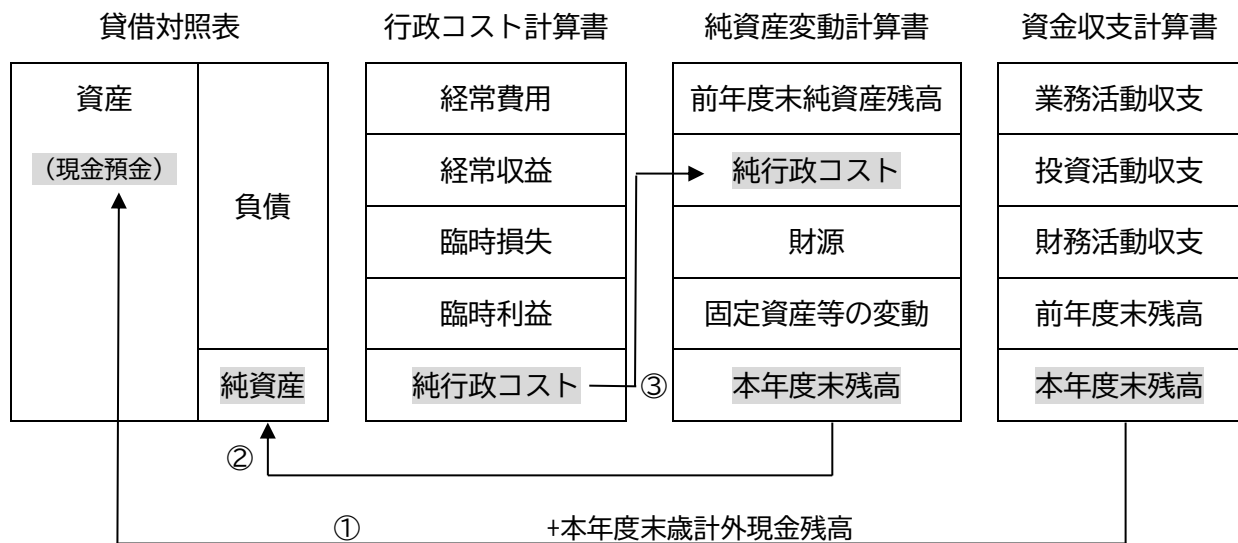 貸借対照表
行政コスト計算書
純資産変動計算書
資金収支計算書
資産
（現金預金）
負債
純資産
経常費用
経常収益
臨時損失
臨時利益
純行政コスト
③
前年度末純資産残高
純行政コスト
財源
固定資産等の変動
本年度末残高
業務活動収支
投資活動収支
財務活動収支
前年度末残高
本年度末残高
②
①
+本年度末歳計外現金残高